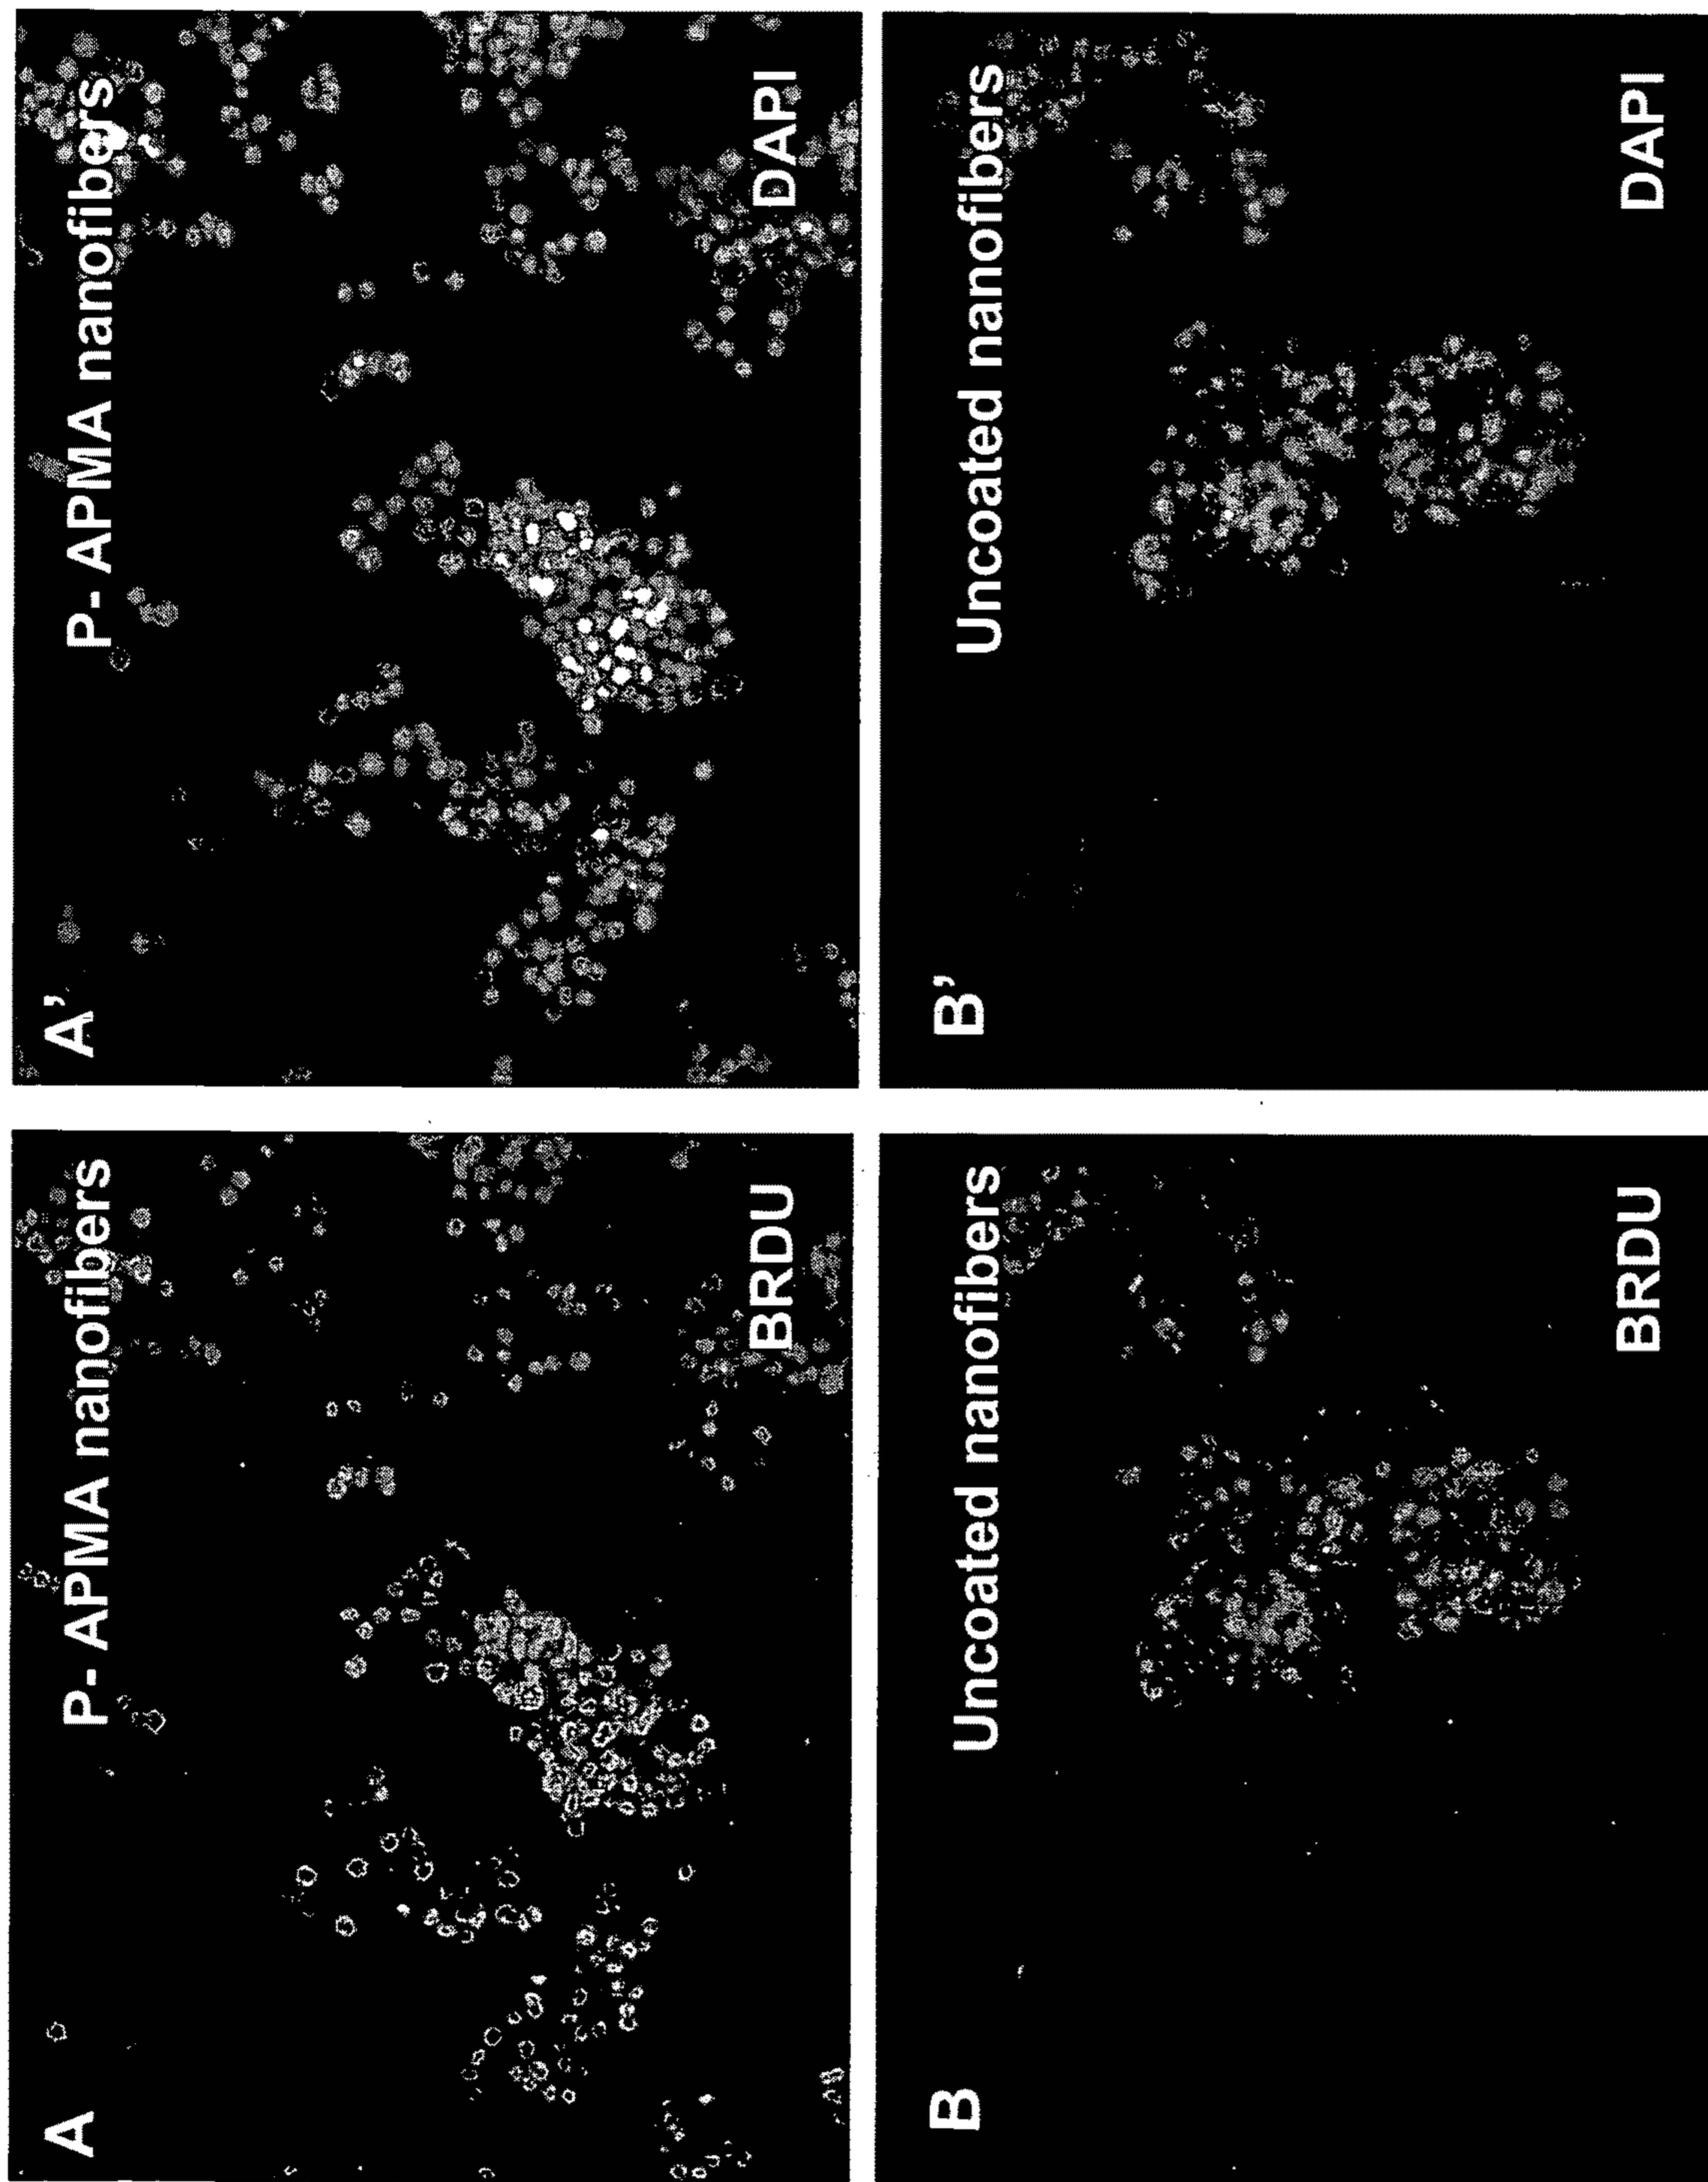 A
P- APMA nanofibers
BRDU
A'
P- APMA nanofibers
DAPI
B
Uncoated nanofibers
BRDU
B'
Uncoated nanofibers
DAPI